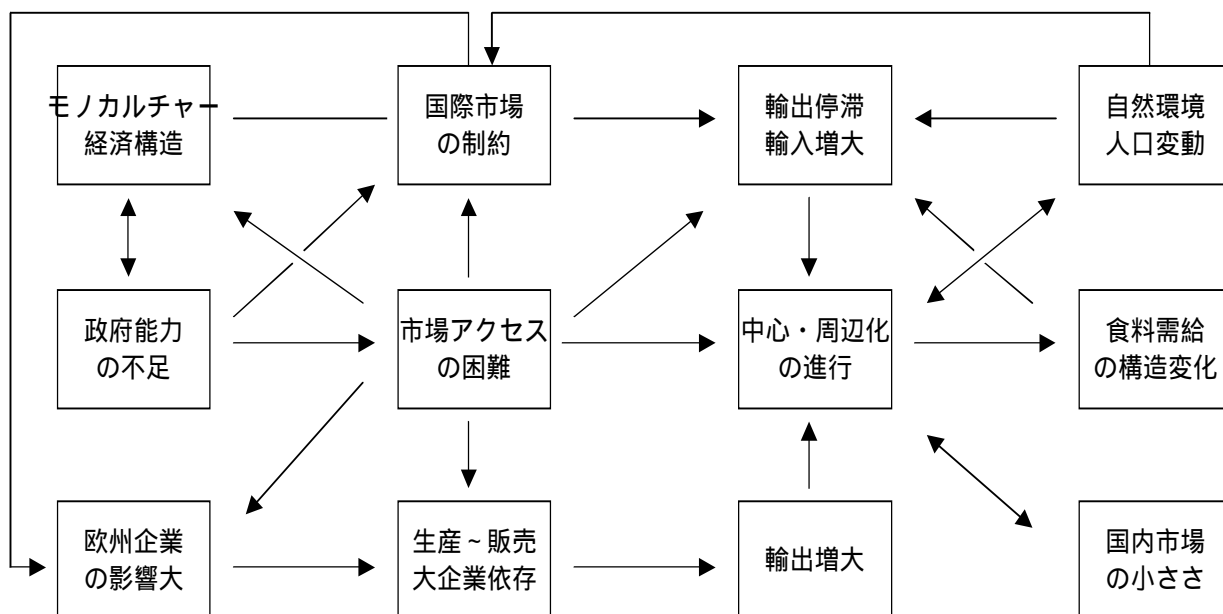 モノカルチャー
経済構造
国際市場
の制約
輸出停滞
輸入増大
自然環境
人口変動
政府能力
の不足
市場アクセス
の困難
中心・周辺化
の進行
食料需給
の構造変化
欧州企業
の影響大
生産~販売
大企業依存
輸出増大
国内市場
の小ささ